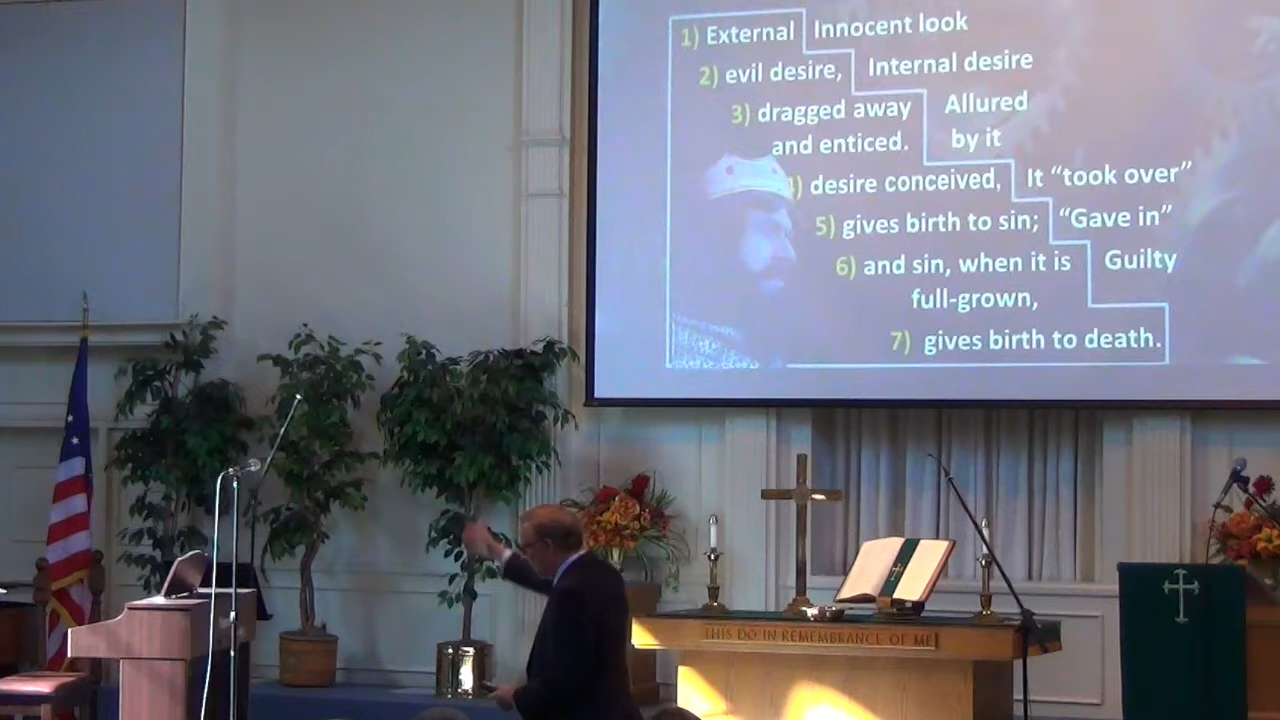 1) External Innocent look
2) evil desire, Internal desire
3) dragged away Allured
and enticed. by it
4) desire conceived, It “took over”
5) gives birth to sin; “Gave in”
6) and sin, when it is Guilty
full-grown,
7) gives birth to death.
THIS DO IN REMEMBRANCE OF ME